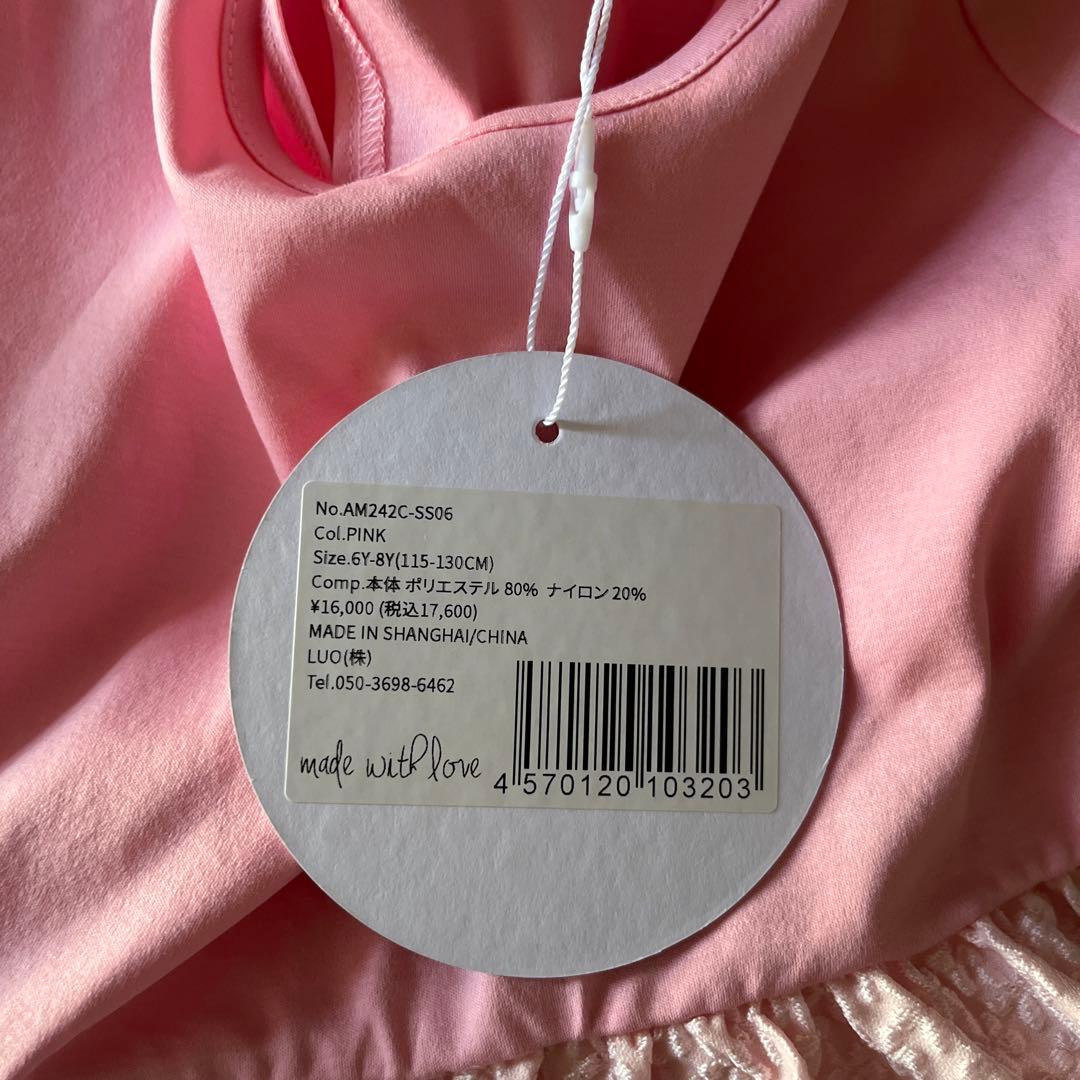 No.AM242C-SS06
Col.PINK
Size.6Y-8Y(115-130CM)
Comp.本体 ポリエステル 80% ナイロン 20%
¥16,000 (税込17,600)
MADE IN SHANGHAI/CHINA
LUO(株)
Tel.050-3698-6462
made with love
4 570120 103203